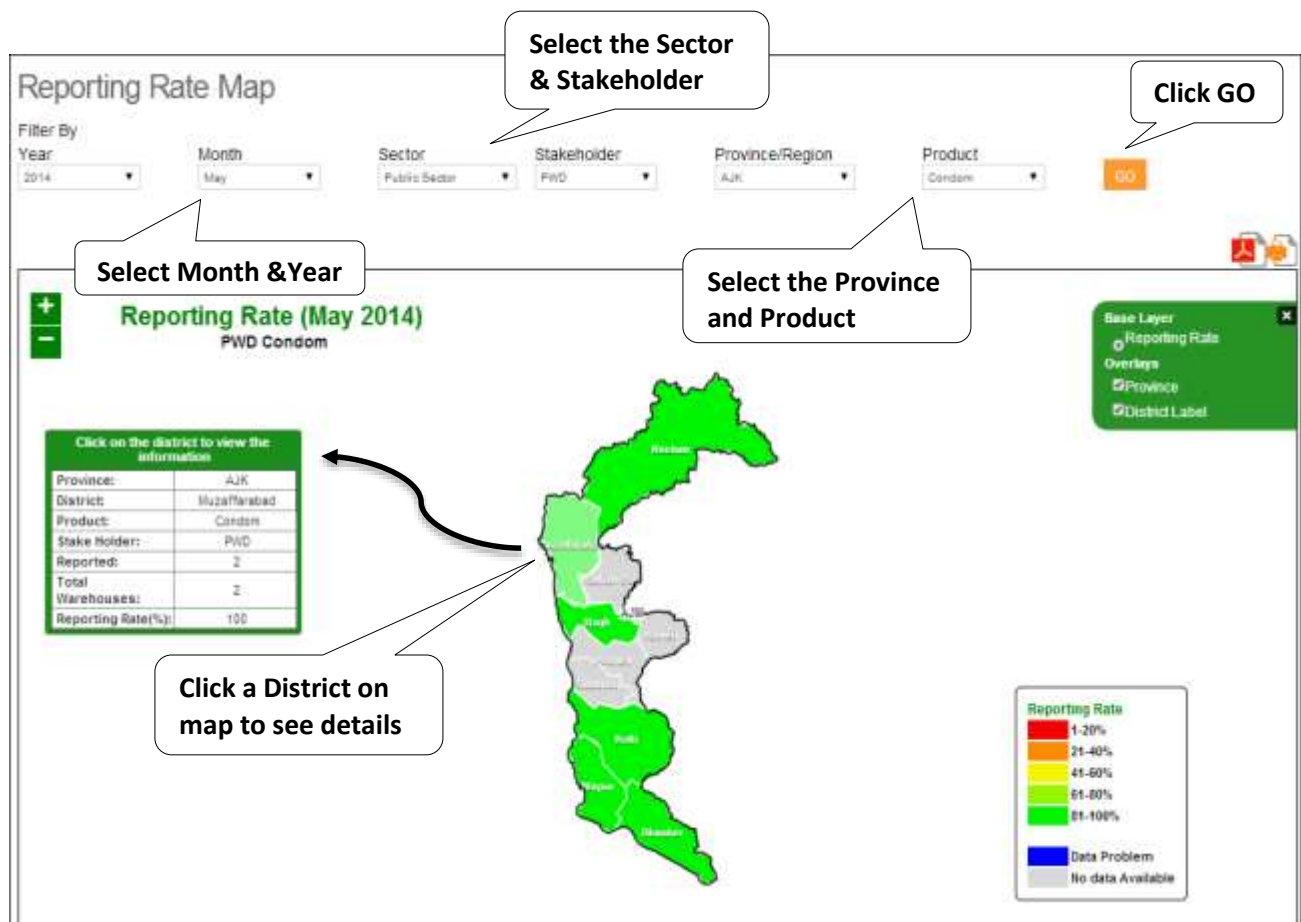 Select the Sector
& Stakeholder
Click GO
Reporting Rate Map
Filter By
Year
Month
Sector
Stakeholder
Province/Region
Product
2014
May
Public Sector
PWD
AJK
Condom
GO
Select Month &Year
Select the Province
and Product
+
−
Reporting Rate (May 2014)
PWD Condom
Base Layer
Reporting Rate
Overlays
Province
District Label
Click on the district to view the
information
Province: AJK
District: Muzaffarabad
Product: Condom
Stake Holder: PWD
Reported: 2
Total
Warehouses: 2
Reporting Rate(%): 100
Bagh
Click a District on
map to see details
Reporting Rate
1-20%
21-40%
41-60%
61-80%
81-100%
Data Problem
No data Available